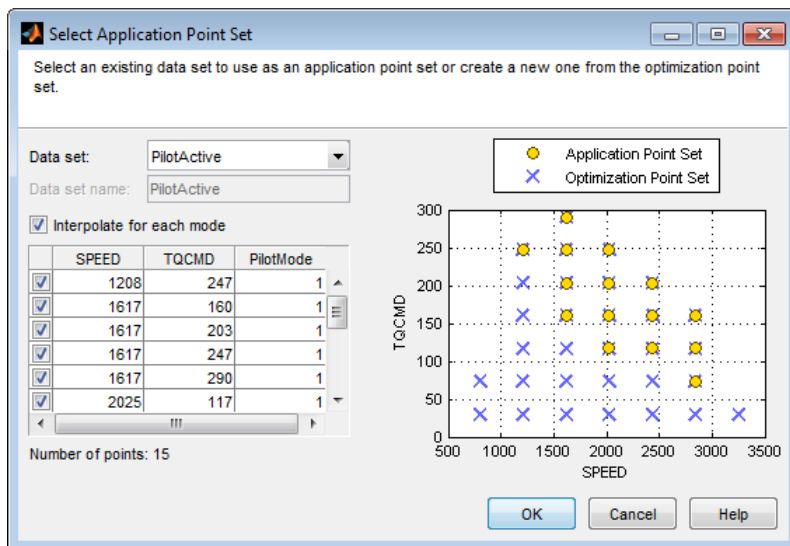 Select Application Point Set
Select an existing data set to use as an application point set or create a new one from the optimization point
set.
Data set: PilotActive
Data set name: PilotActive
Interpolate for each mode
SPEED TQCMD PilotMode
1208 247 1
1617 160 1
1617 203 1
1617 247 1
1617 290 1
2025 117 1
Number of points: 15
Application Point Set
Optimization Point Set
300
250
200
150
100
50
0
TQCMD
500 1000 1500 2000 2500 3000 3500
SPEED
OK Cancel Help